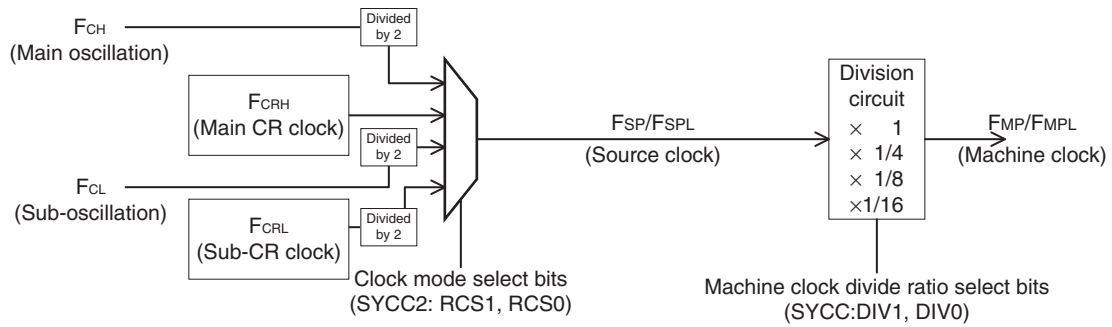 FCH
(Main oscillation)
Divided
by 2
FCRH
(Main CR clock)
Divided
by 2
FCL
(Sub-oscillation)
FCRL
(Sub-CR clock)
Divided
by 2
Clock mode select bits
(SYCC2: RCS1, RCS0)
FSP/FSPL
(Source clock)
Division
circuit
× 1
× 1/4
× 1/8
×1/16
FMP/FMPL
(Machine clock)
Machine clock divide ratio select bits
(SYCC:DIV1, DIV0)